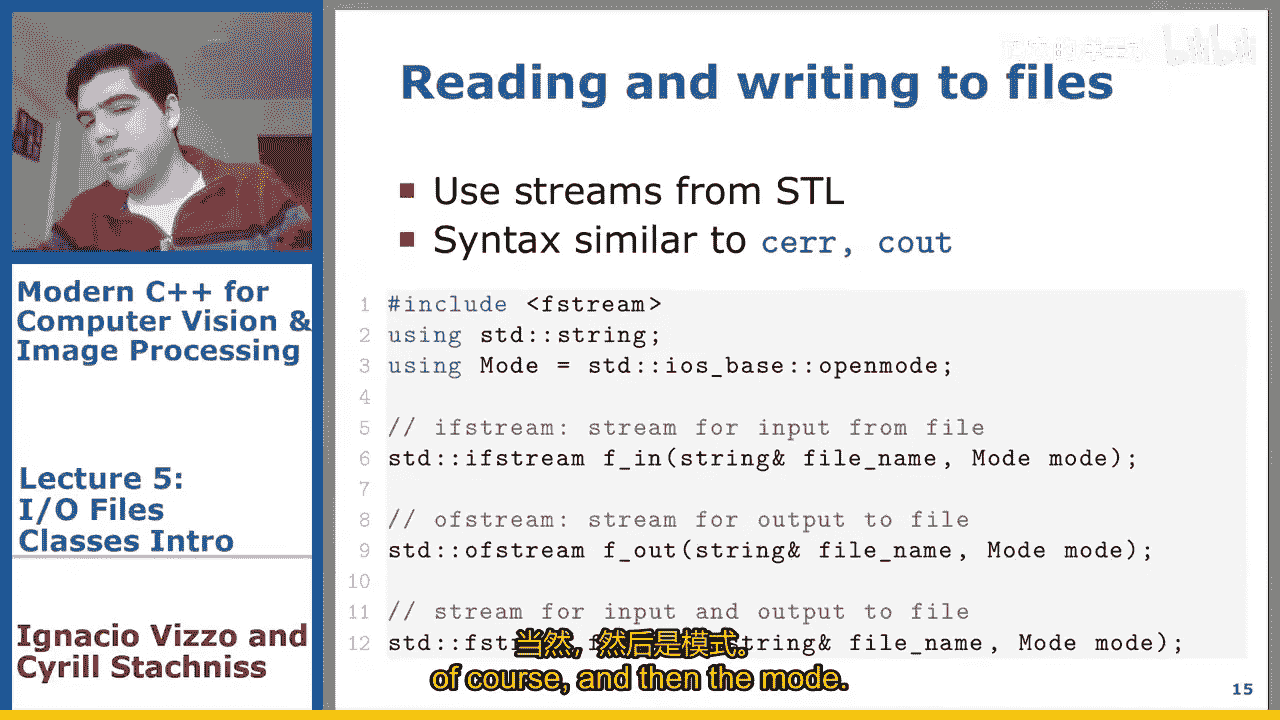 Reading and writing to files
Use streams from STL
Syntax similar to cerr, cout
1 #include <fstream>
2 using std::string;
3 using Mode = std::ios_base::openmode;
4
5 // ifstream: stream for input from file
6 std::ifstream f_in(string& file_name, Mode mode);
7
8 // ofstream: stream for output to file
9 std::ofstream f_out(string& file_name, Mode mode);
10
11 // stream for input and output to file
12 string& file_name, Mode mode);
当然，然后是模式。
of course, and then the mode.
15
Modern C++ for
Computer Vision &
Image Processing
Lecture 5:
I/O Files
Classes Intro
Ignacio Vizzo and
Cyrill Stachniss